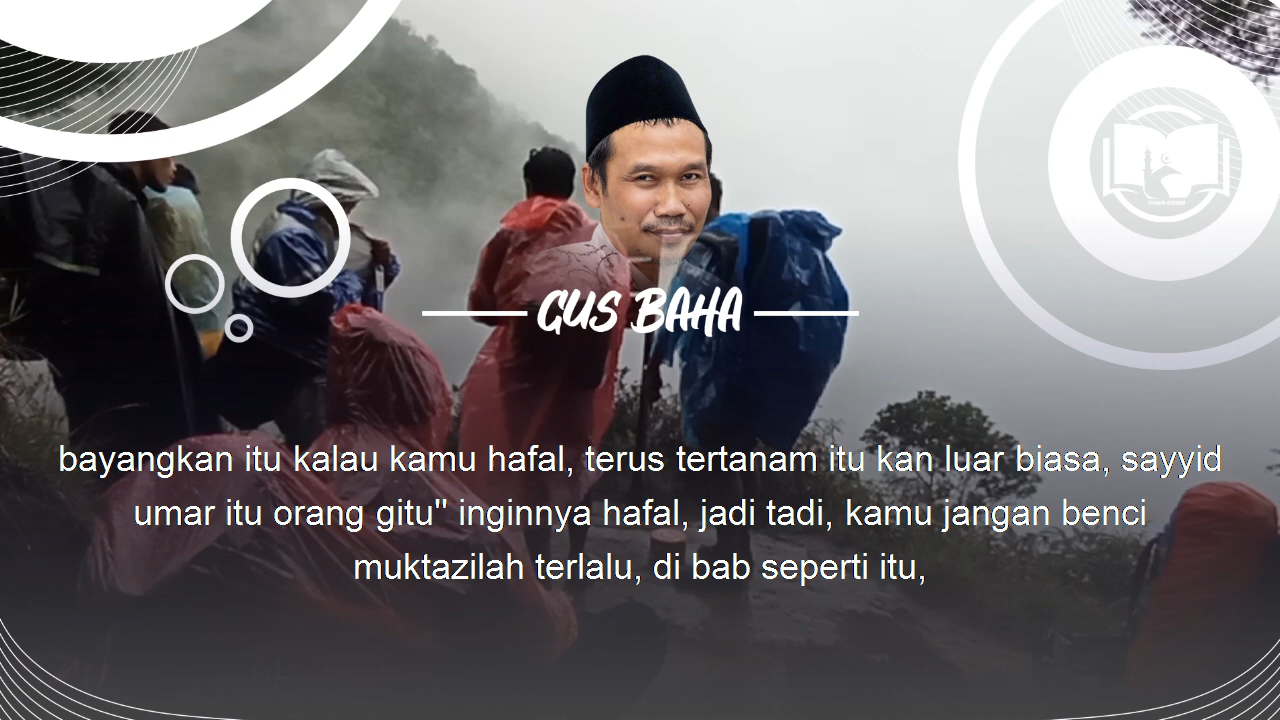 GUS BAHA
bayangkan itu kalau kamu hafal, terus tertanam itu kan luar biasa, sayyid
umar itu orang gitu" inginnya hafal, jadi tadi, kamu jangan benci
muktazilah terlalu, di bab seperti itu,